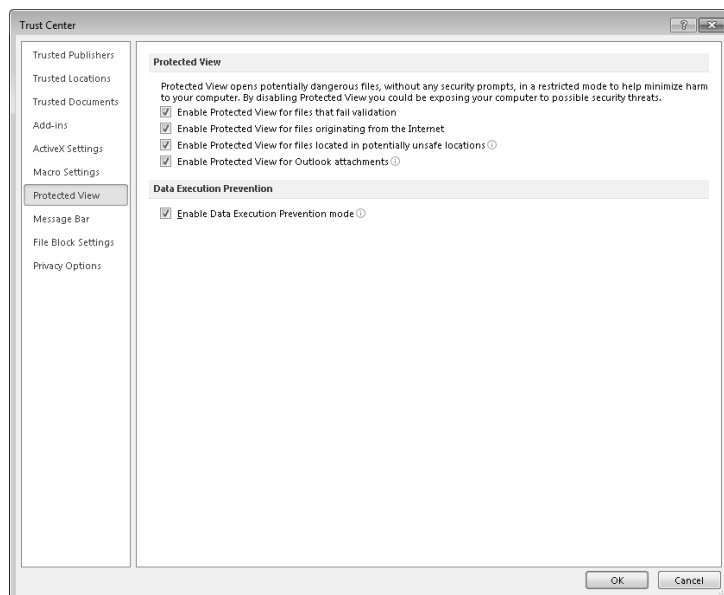 Trust Center
Trusted Publishers
Trusted Locations
Trusted Documents
Add-ins
ActiveX Settings
Macro Settings
Protected View
Message Bar
File Block Settings
Privacy Options
Protected View
Protected View opens potentially dangerous files, without any security prompts, in a restricted mode to help minimize harm
to your computer. By disabling Protected View you could be exposing your computer to possible security threats.
Enable Protected View for files that fail validation
Enable Protected View for files originating from the Internet
Enable Protected View for files located in potentially unsafe locations
Enable Protected View for Outlook attachments
Data Execution Prevention
Enable Data Execution Prevention mode
OK Cancel